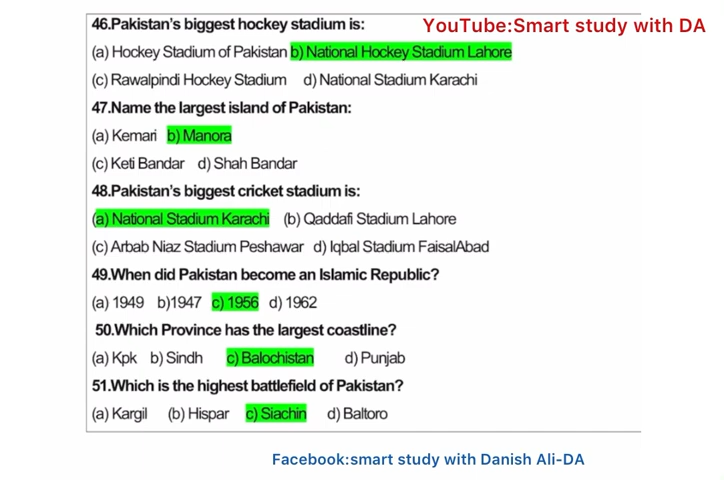 46.Pakistan's biggest hockey stadium is:
YouTube:Smart study with DA
(a) Hockey Stadium of Pakistan b) National Hockey Stadium Lahore
(c) Rawalpindi Hockey Stadium d) National Stadium Karachi
47.Name the largest island of Pakistan:
(a) Kemari b) Manora
(c) Keti Bandar d) Shah Bandar
48.Pakistan's biggest cricket stadium is:
(a) National Stadium Karachi (b) Qaddafi Stadium Lahore
(c) Arbab Niaz Stadium Peshawar d) Iqbal Stadium FaisalAbad
49.When did Pakistan become an Islamic Republic?
(a) 1949 b)1947 c) 1956 d) 1962
50.Which Province has the largest coastline?
(a) Kpk b) Sindh c) Balochistan d) Punjab
51.Which is the highest battlefield of Pakistan?
(a) Kargil (b) Hispar c) Siachin d) Baltoro
Facebook:smart study with Danish Ali-DA